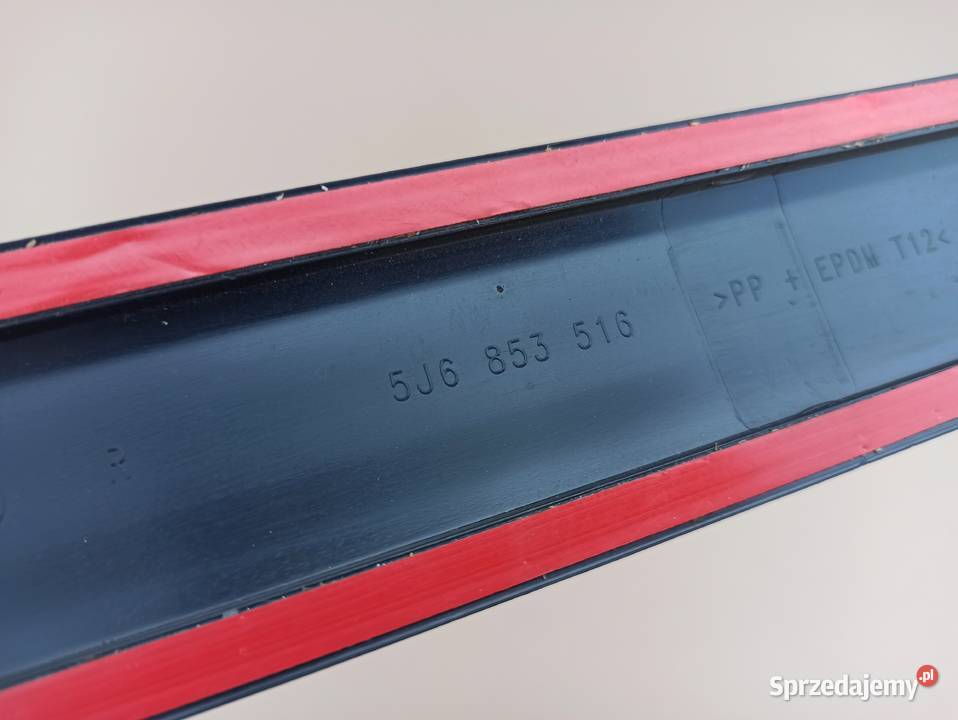 5J6 853 516
>PP + EPDM T12<
R
Sprzedajemy.pl